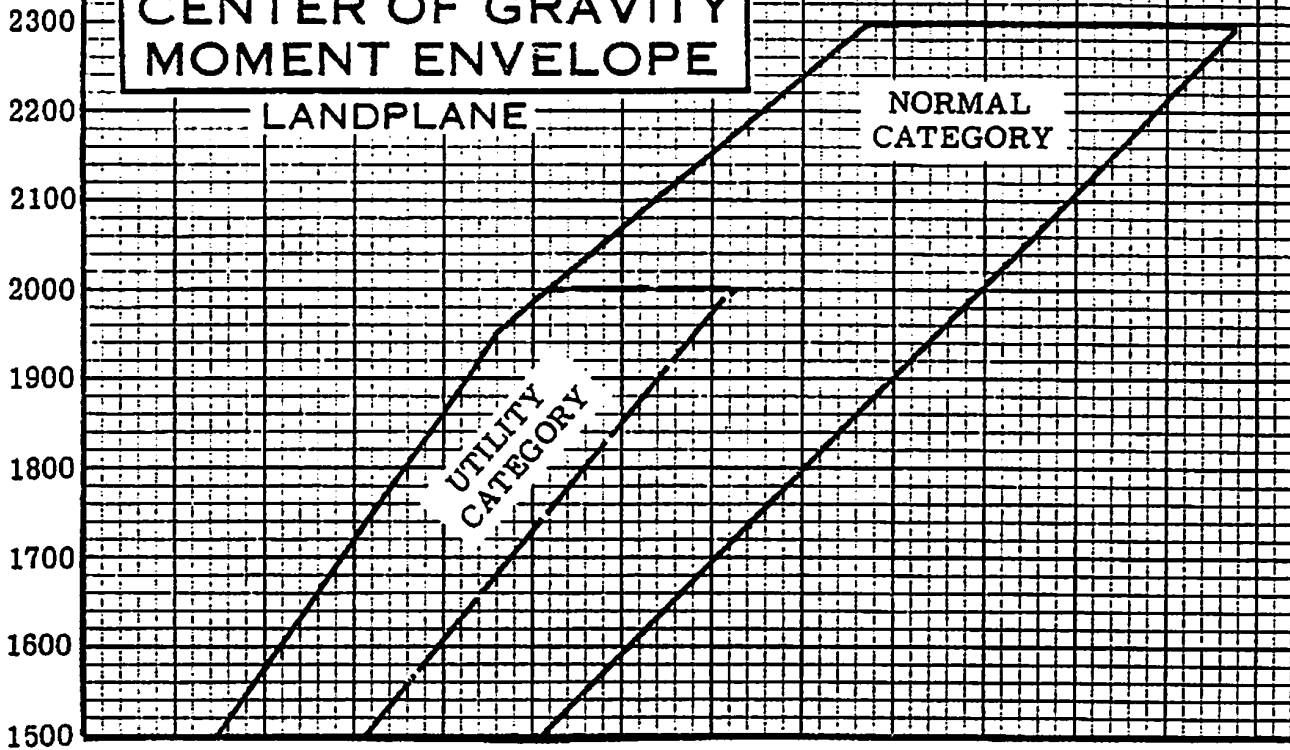 CENTER OF GRAVITY
MOMENT ENVELOPE
LANDPLANE
NORMAL
CATEGORY
UTILITY
CATEGORY
2300
2200
2100
2000
1900
1800
1700
1600
1500